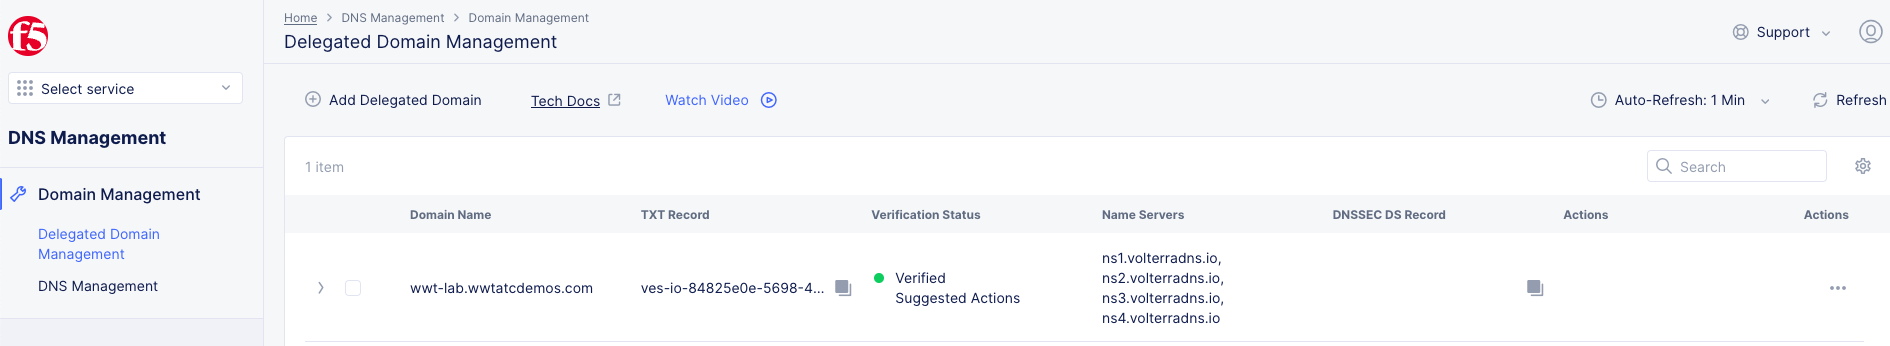 f5
Home > DNS Management > Domain Management
Delegated Domain Management
Support
Select service
Add Delegated Domain
Tech Docs
Watch Video
Auto-Refresh: 1 Min
Refresh
DNS Management
Domain Management
Delegated Domain
Management
DNS Management
1 item
Search
Domain Name TXT Record Verification Status Name Servers DNSSEC DS Record Actions Actions
wwt-lab.wwtatcdemos.com
ves-io-84825e0e-5698-4...
Verified
Suggested Actions
ns1.volterradns.io,
ns2.volterradns.io,
ns3.volterradns.io,
ns4.volterradns.io